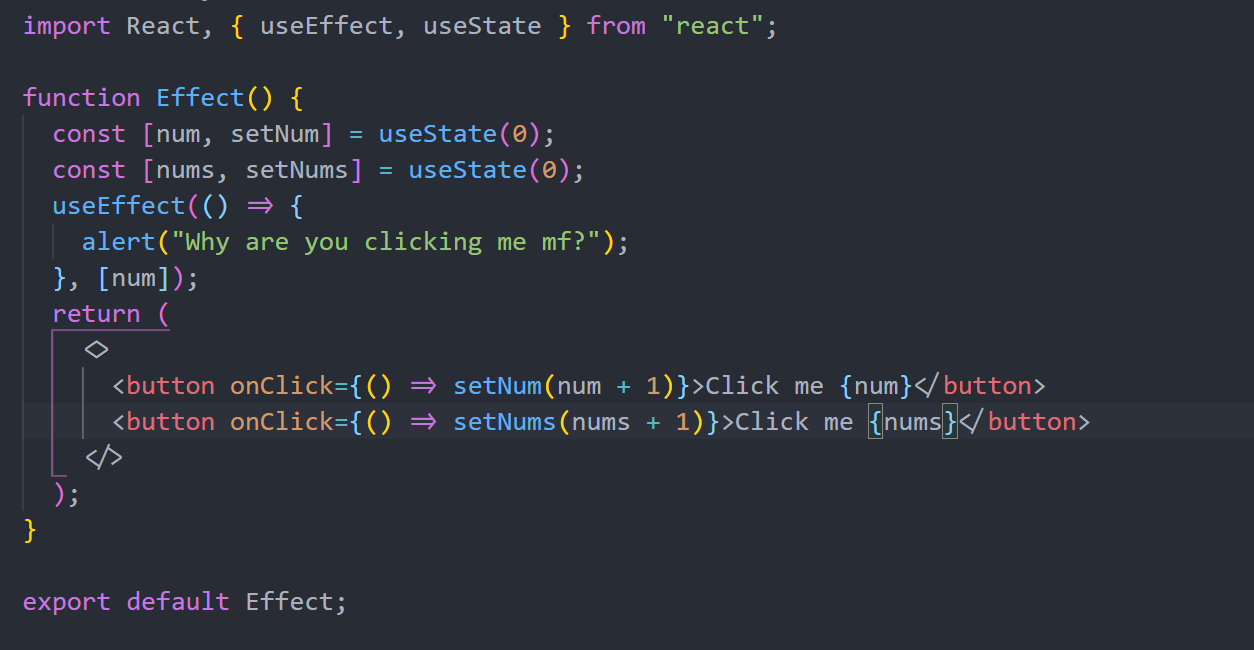 import React, { useEffect, useState } from "react";
function Effect() {
const [num, setNum] = useState(0);
const [nums, setNums] = useState(0);
useEffect(() => {
alert("Why are you clicking me mf?");
}, [num]);
return (
<>
<button onClick={() => setNum(num + 1)}>Click me {num}</button>
<button onClick={() => setNums(nums + 1)}>Click me {nums}</button>
</>
);
}
export default Effect;